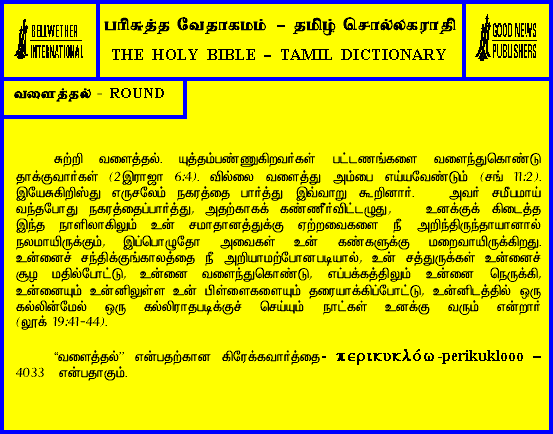 BELLWETHER
INTERNATIONAL
பரிசுத்த வேதாகமம் – தமிழ் சொல்லகராதி
THE HOLY BIBLE – TAMIL DICTIONARY
GOOD NEWS
PUBLISHERS
வளைத்தல் - ROUND
சுற்றி வளைத்தல். யுத்தம்பண்ணுகிறவர்கள் பட்டணங்களை வளைந்துகொண்டு
தாக்குவார்கள் (2இராஜா 6:4). வில்லை வளைத்து அம்பை எய்யவேண்டும் (சங் 11:2).
இயேசுகிறிஸ்து எருசலேம் நகரத்தை பார்த்து இவ்வாறு கூறினார். அவர் சமீபமாய்
வந்தபோது நகரத்தைப்பார்த்து, அதற்காகக் கண்ணீர்விட்டழுது, உனக்குக் கிடைத்த
இந்த நாளிலாகிலும் உன் சமாதானத்துக்கு ஏற்றவைகளை நீ அறிந்திருந்தாயானால்
நலமாயிருக்கும், இப்பொழுதோ அவைகள் உன் கண்களுக்கு மறைவாயிருக்கிறது.
உன்னைச் சந்திக்குங்காலத்தை நீ அறியாமற்போனபடியால், உன் சத்துருக்கள் உன்னைச்
சூழ மதில்போட்டு, உன்னை வளைந்துகொண்டு, எப்பக்கத்திலும் உன்னை நெருக்கி,
உன்னையும் உன்னிலுள்ள உன் பிள்ளைகளையும் தரையாக்கிப்போட்டு, உன்னிடத்தில் ஒரு
கல்லின்மேல் ஒரு கல்லிராதபடிக்குச் செய்யும் நாட்கள் உனக்கு வரும் என்றார்
(லூக் 19:41-44).
“வளைத்தல்” என்பதற்கான கிரேக்கவார்த்தை- περικυκλόω -perikuklooo –
4033 என்பதாகும்.